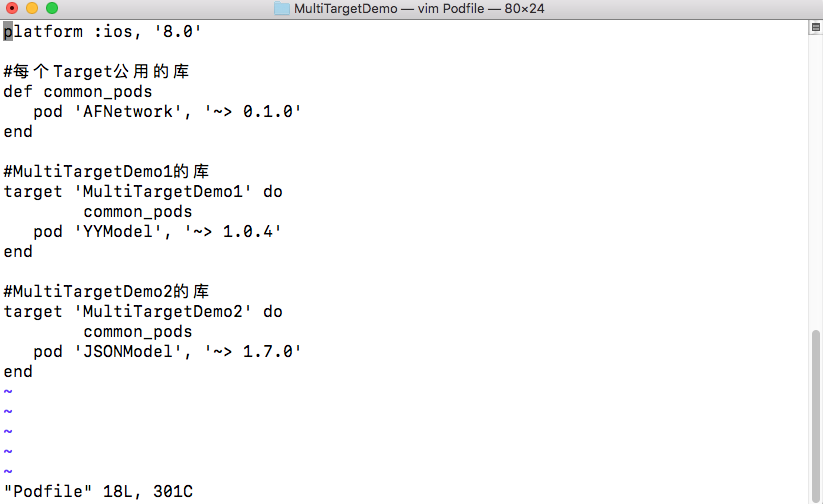 MultiTargetDemo — vim Podfile — 80×24
platform :ios, '8.0'
#每个Target公用的库
def common_pods
   pod 'AFNetwork', '~> 0.1.0'
end
#MultiTargetDemo1的库
target 'MultiTargetDemo1' do
        common_pods
   pod 'YYModel', '~> 1.0.4'
end
#MultiTargetDemo2的库
target 'MultiTargetDemo2' do
        common_pods
   pod 'JSONModel', '~> 1.7.0'
end
~
~
~
~
~
"Podfile" 18L, 301C